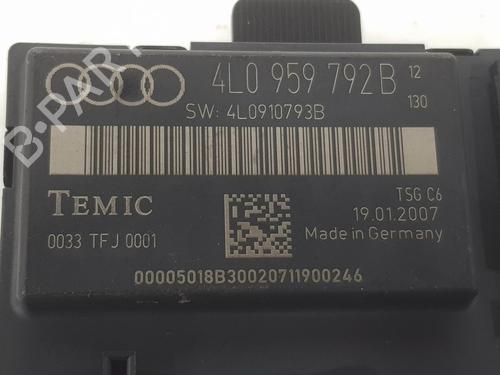 4L0 959 792B 12
130
SW: 4L0910793B
TEMIC
TSG C6
19.01.2007
0033 TFJ 0001
Made in Germany
00005018B30020711900246
B-PARTS